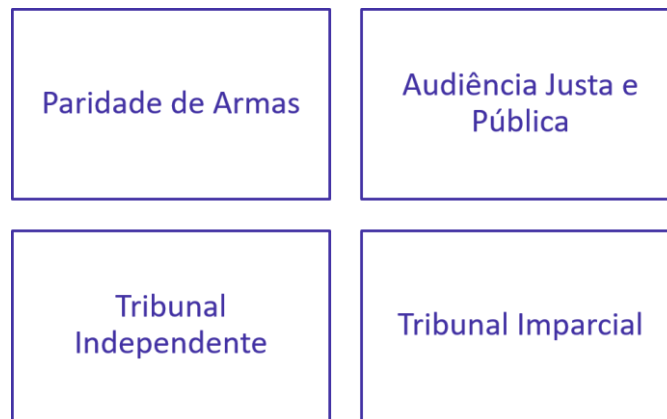 Paridade de Armas
Audiência Justa e
Pública
Tribunal
Independente
Tribunal Imparcial